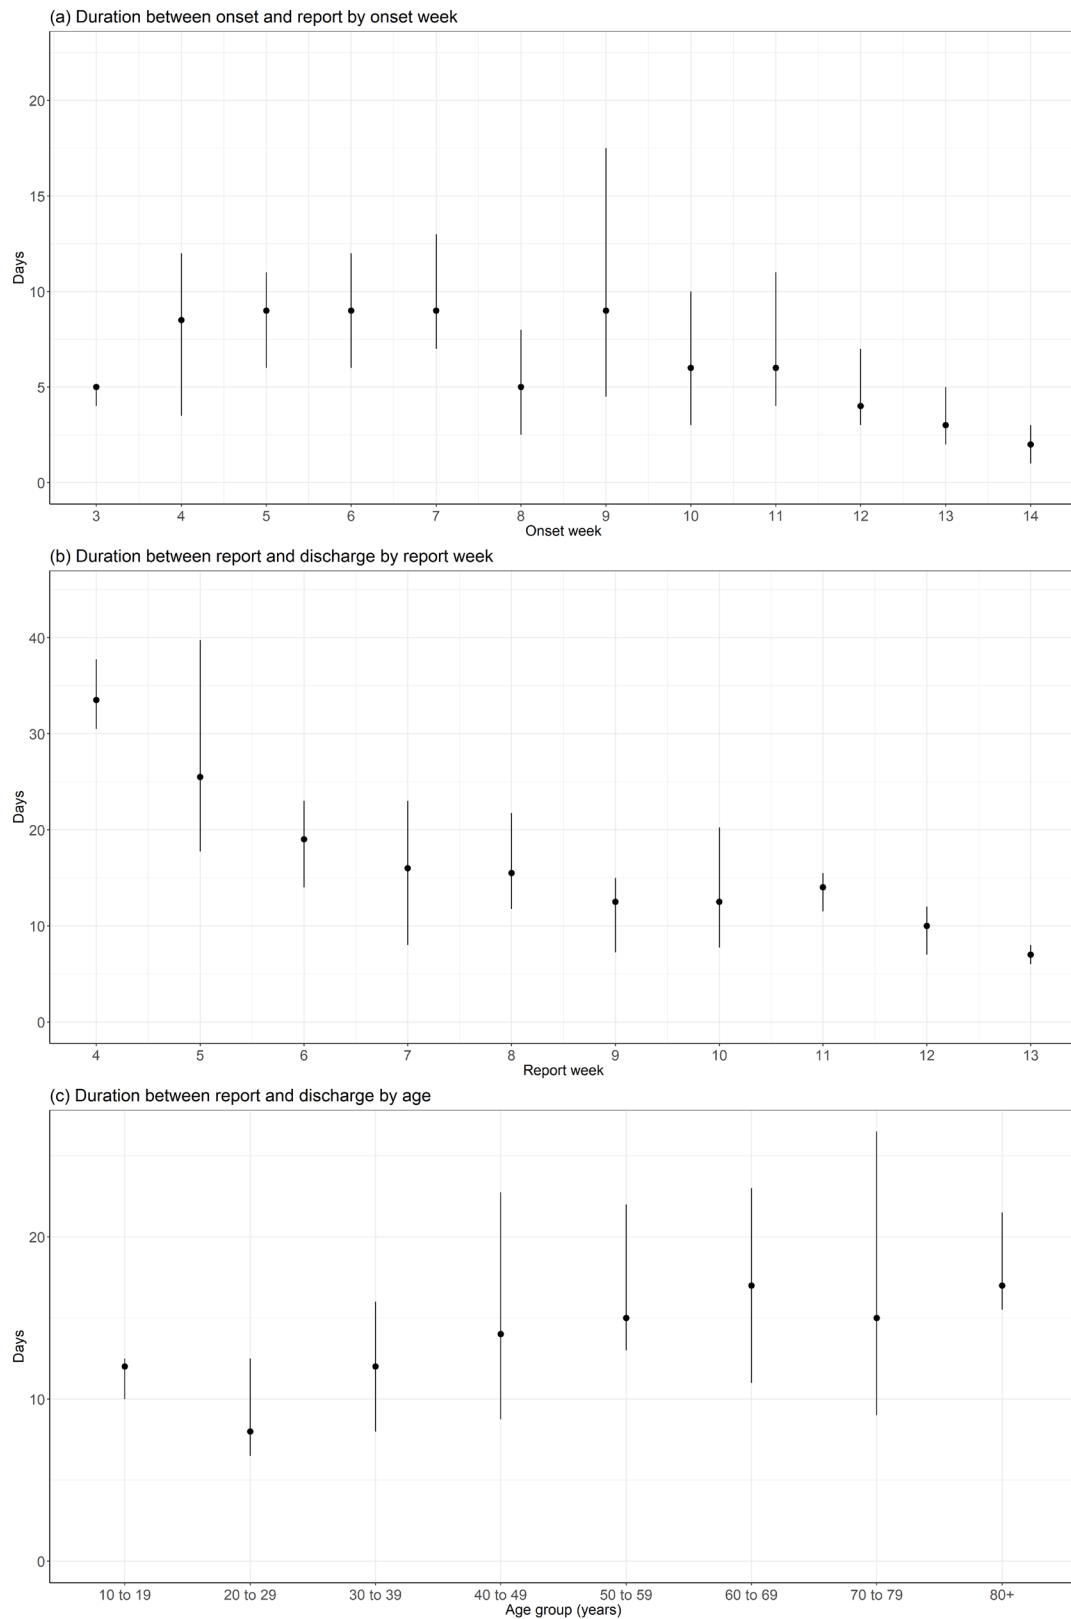 (a) Duration between onset and report by onset week
20
15
10
5
0
Days
3 4 5 6 7 8 9 10 11 12 13 14
Onset week
(b) Duration between report and discharge by report week
40
30
20
10
0
Days
4 5 6 7 8 9 10 11 12 13
Report week
(c) Duration between report and discharge by age
20
10
0
Days
10 to 19 20 to 29 30 to 39 40 to 49 50 to 59 60 to 69 70 to 79 80+
Age group (years)